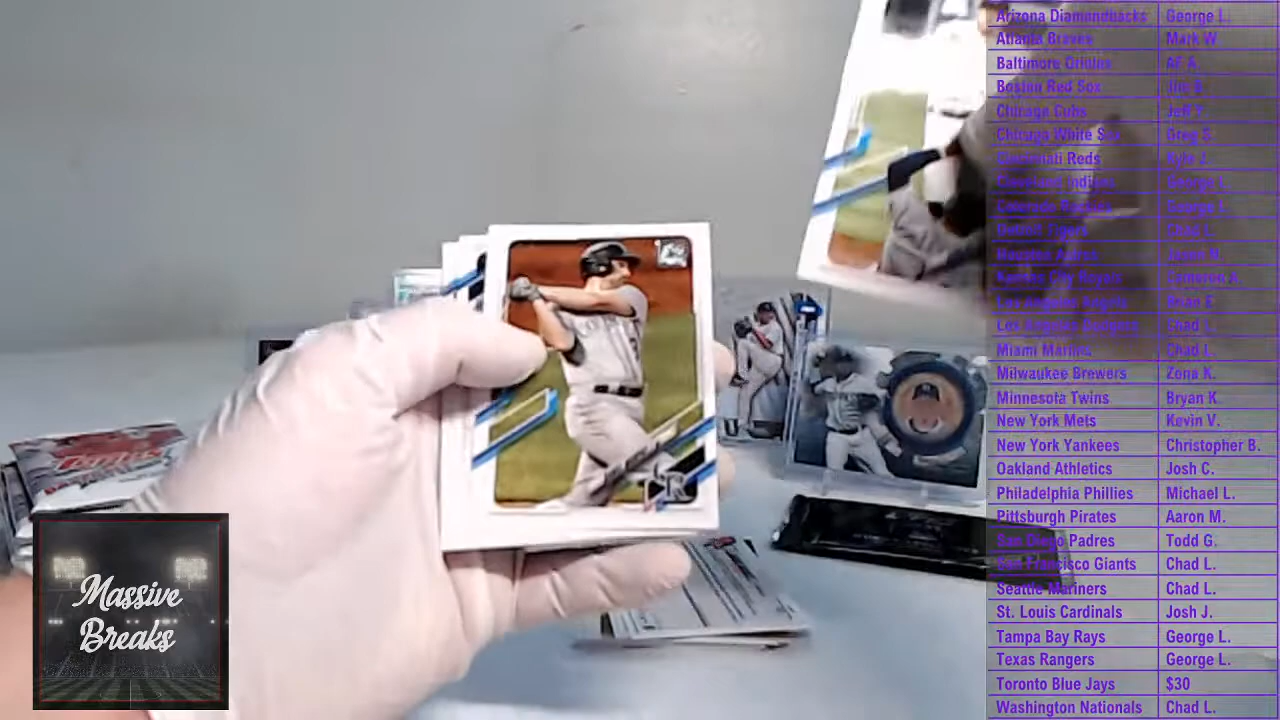 Arizona Diamondbacks George L.
Atlanta Braves Mark W.
Baltimore Orioles
Boston Red Sox
Chicago Cubs Jeff
Chicago White Sox Greg
Cincinnati Reds Kyle J.
Cleveland Indians George L.
Colorado Rockies George L.
Detroit Tigers Chad L.
Houston Astros
Kansas City Royals Cameron
Los Angeles Angels
Los Angeles Dodgers Chad L.
Miami Marlins Chad L.
Milwaukee Brewers Zona K.
Minnesota Twins Bryan K.
New York Mets Kevin V.
New York Yankees Christopher B.
Oakland Athletics Josh C.
Philadelphia Phillies Michael L.
Pittsburgh Pirates Aaron M.
San Diego Padres Todd G.
San Francisco Giants Chad L.
Seattle Mariners Chad L.
St. Louis Cardinals Josh J.
Tampa Bay Rays George L.
Texas Rangers George L.
Toronto Blue Jays $30
Washington Nationals Chad L.
Topps
Massive
Breaks